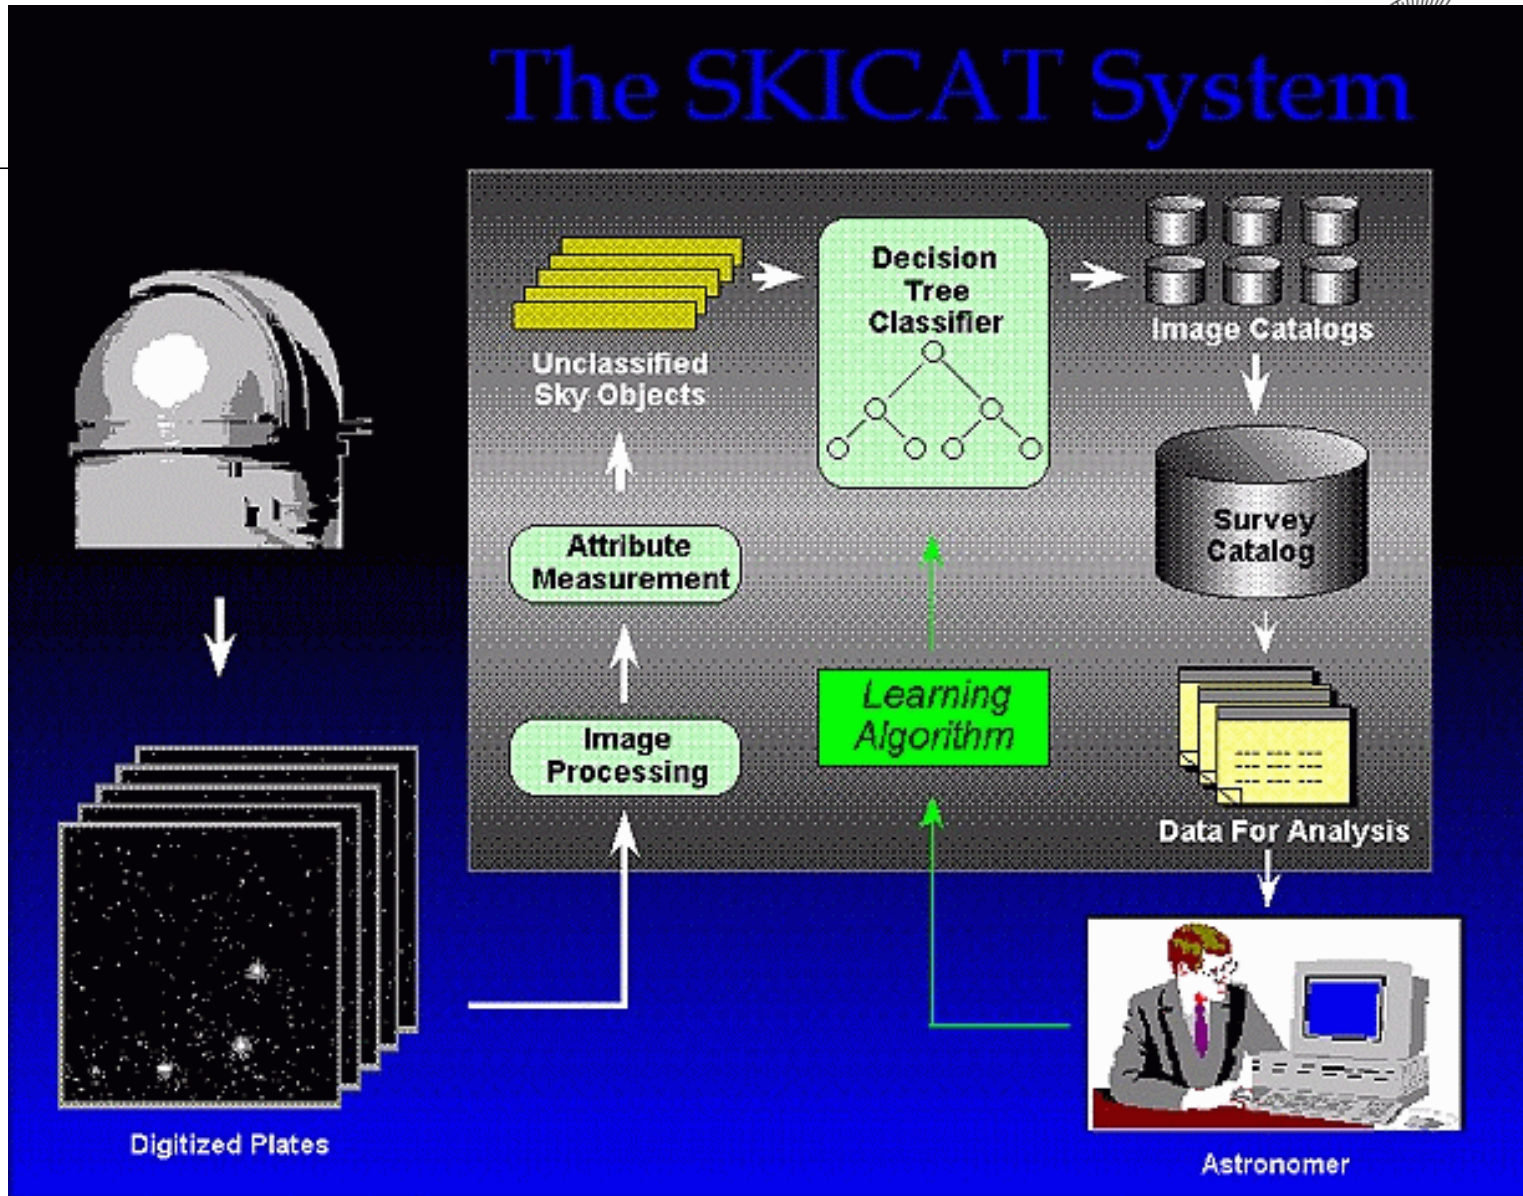 The SKICAT System
Decision
Tree
Classifier
Image Catalogs
Unclassified
Sky Objects
Survey
Catalog
Attribute
Measurement
Learning
Algorithm
Image
Processing
Data For Analysis
Digitized Plates
Astronomer